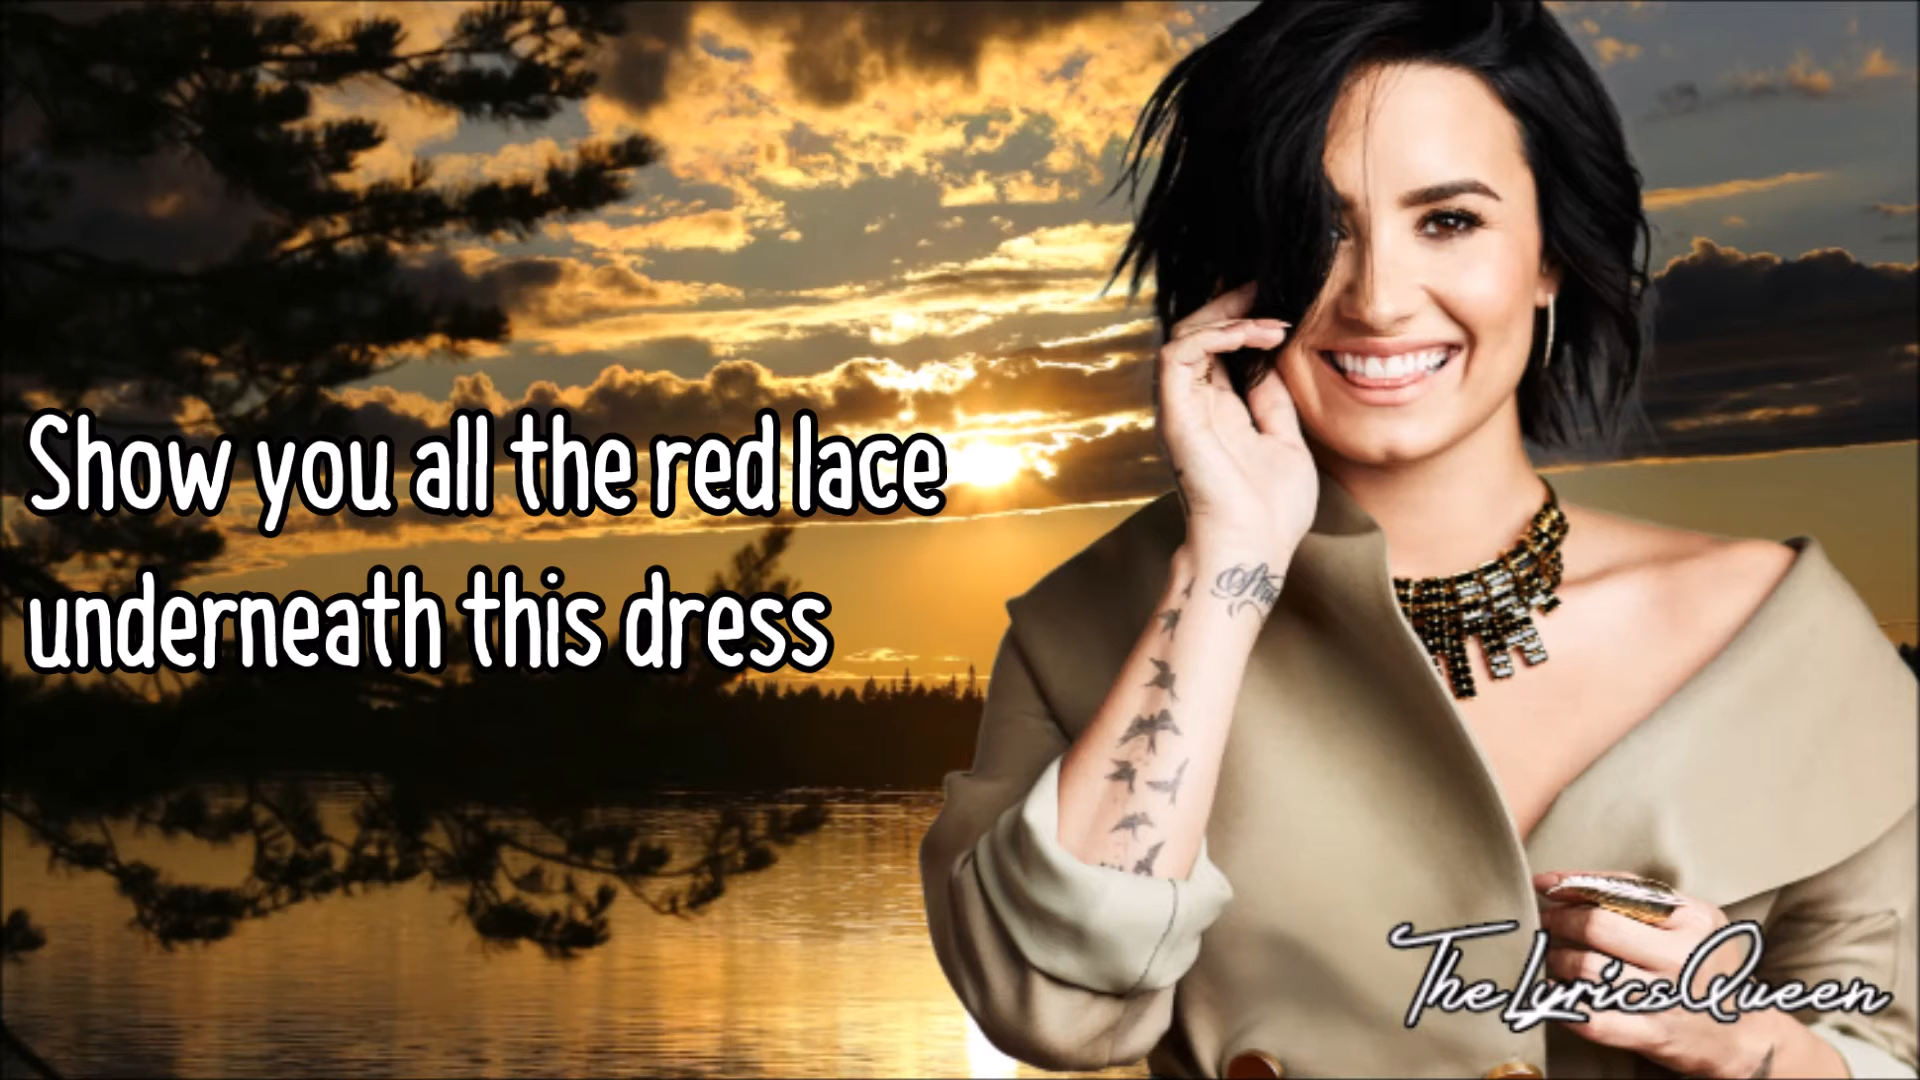 Show you all the red lace
underneath this dress
TheLyricsQueen